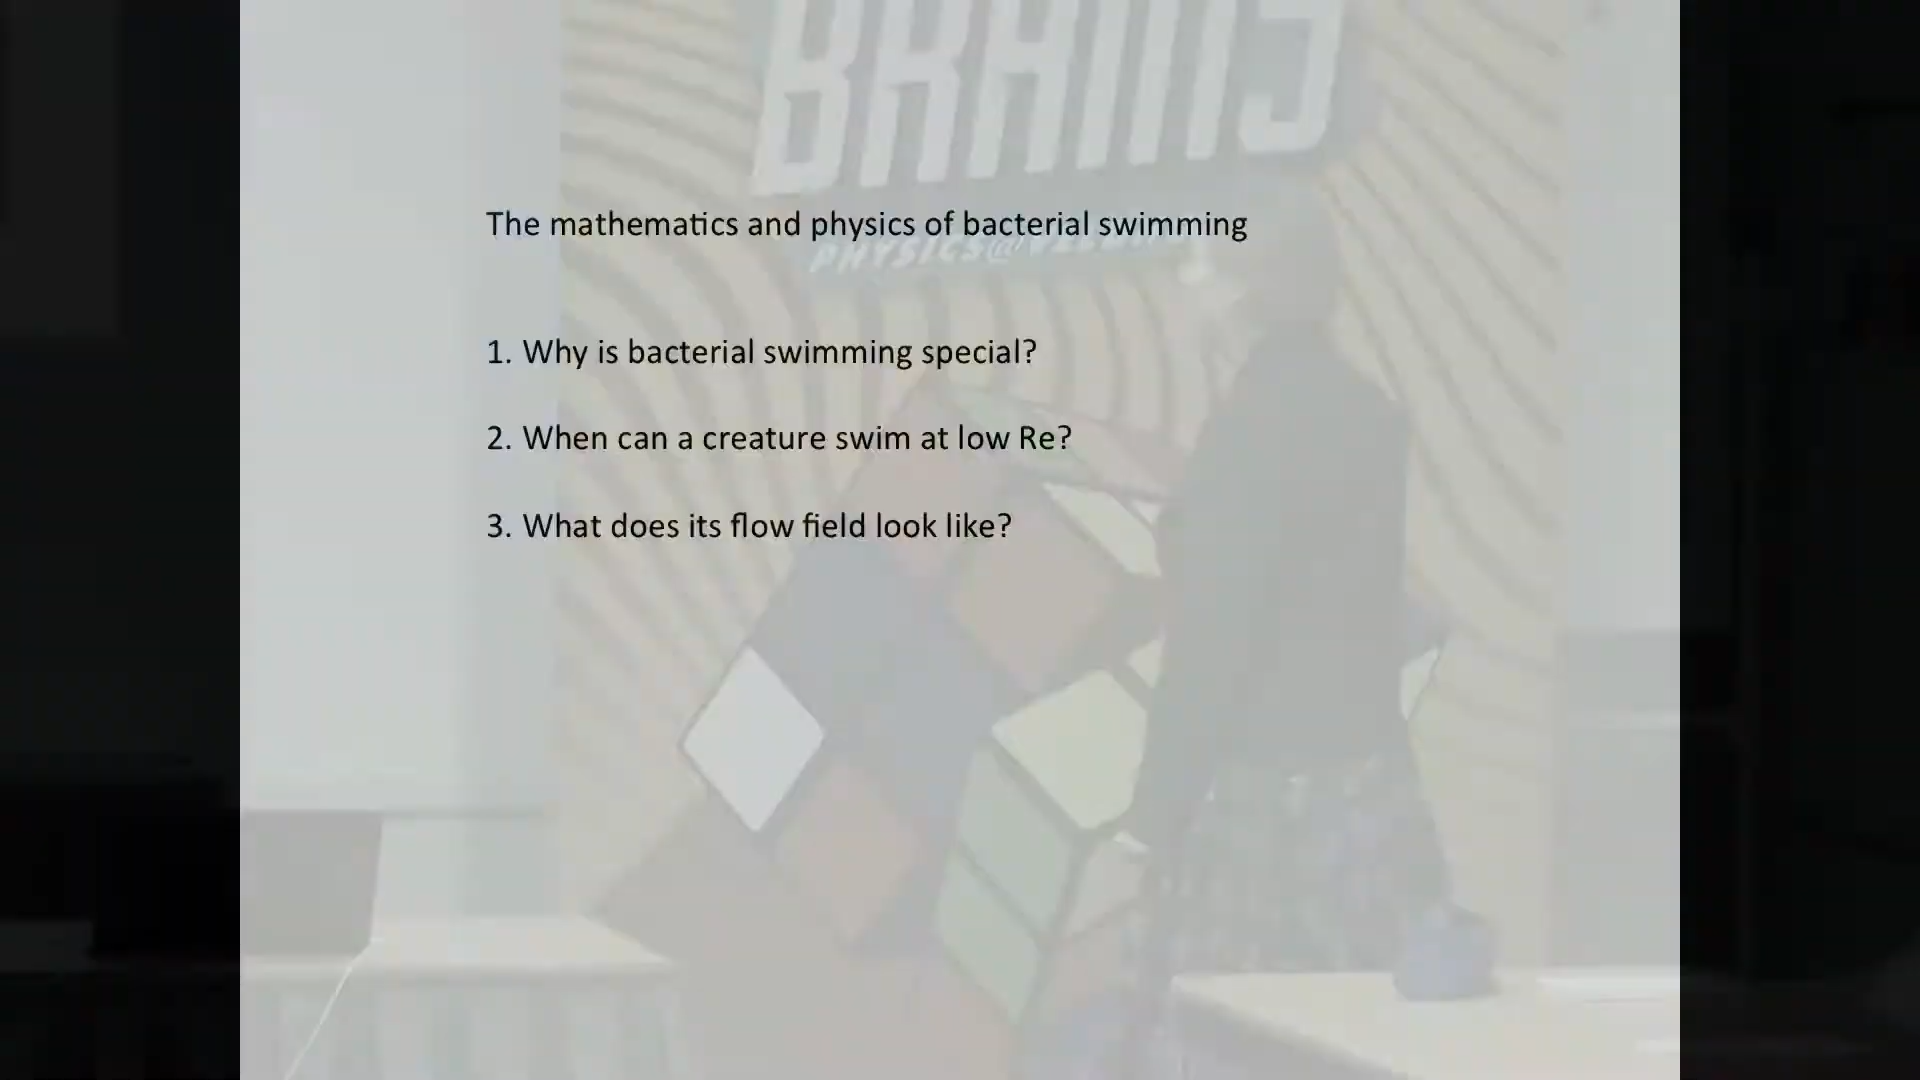 BRAINS
The mathematics and physics of bacterial swimming
1. Why is bacterial swimming special?
2. When can a creature swim at low Re?
3. What does its flow field look like?